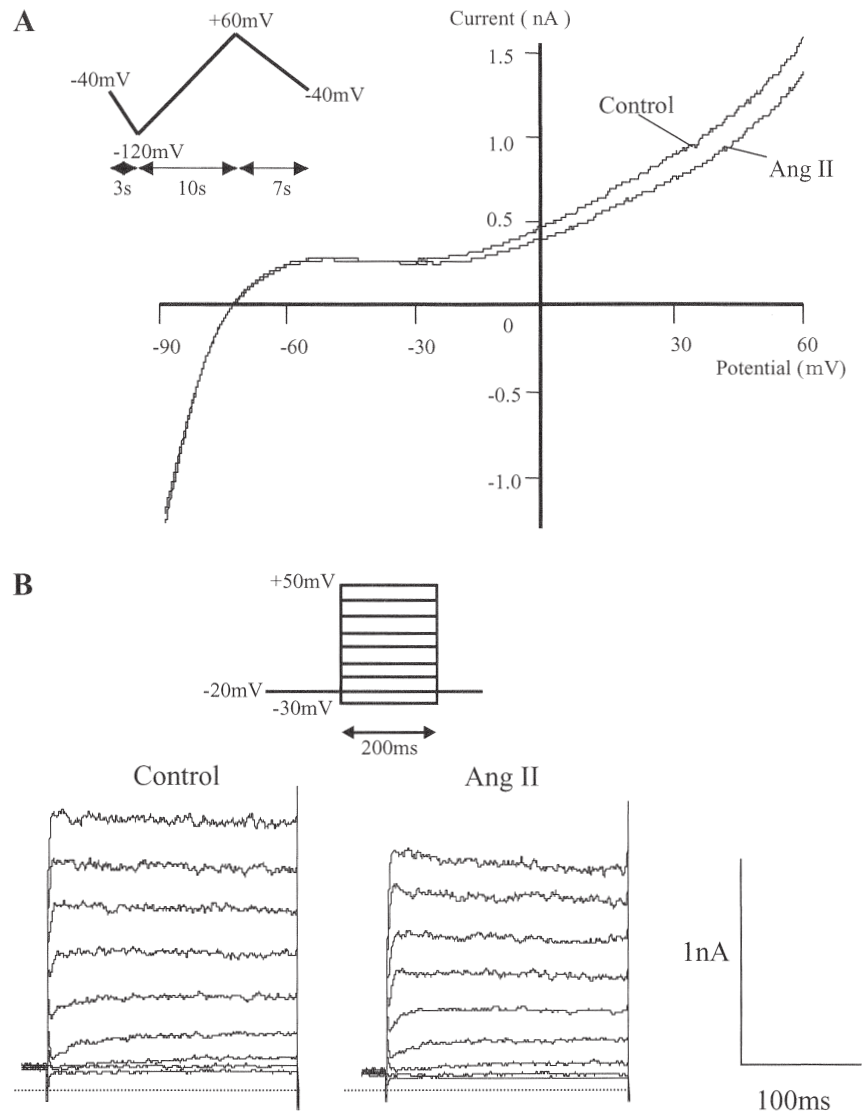 A
+60mV
-40mV
-40mV
-120mV
3s
10s
7s
Current ( nA )
1.5
Control
1.0
Ang II
0.5
0
-90
-60
-30
30
60
Potential (mV)
-0.5
-1.0
B
+50mV
-20mV
-30mV
200ms
Control
Ang II
1nA
100ms